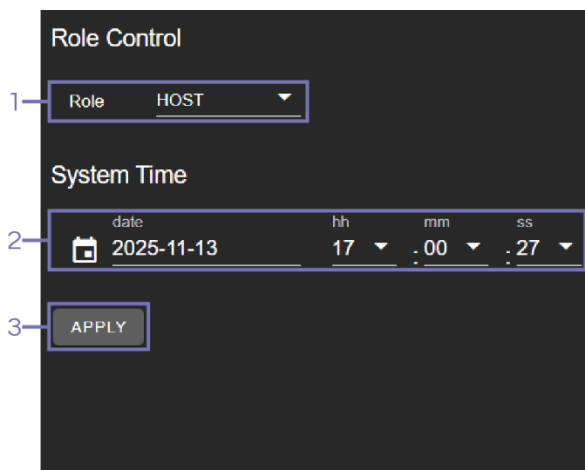 Role Control
1 Role HOST
System Time
date hh mm ss
2 2025-11-13 17 : 00 : 27
3 APPLY